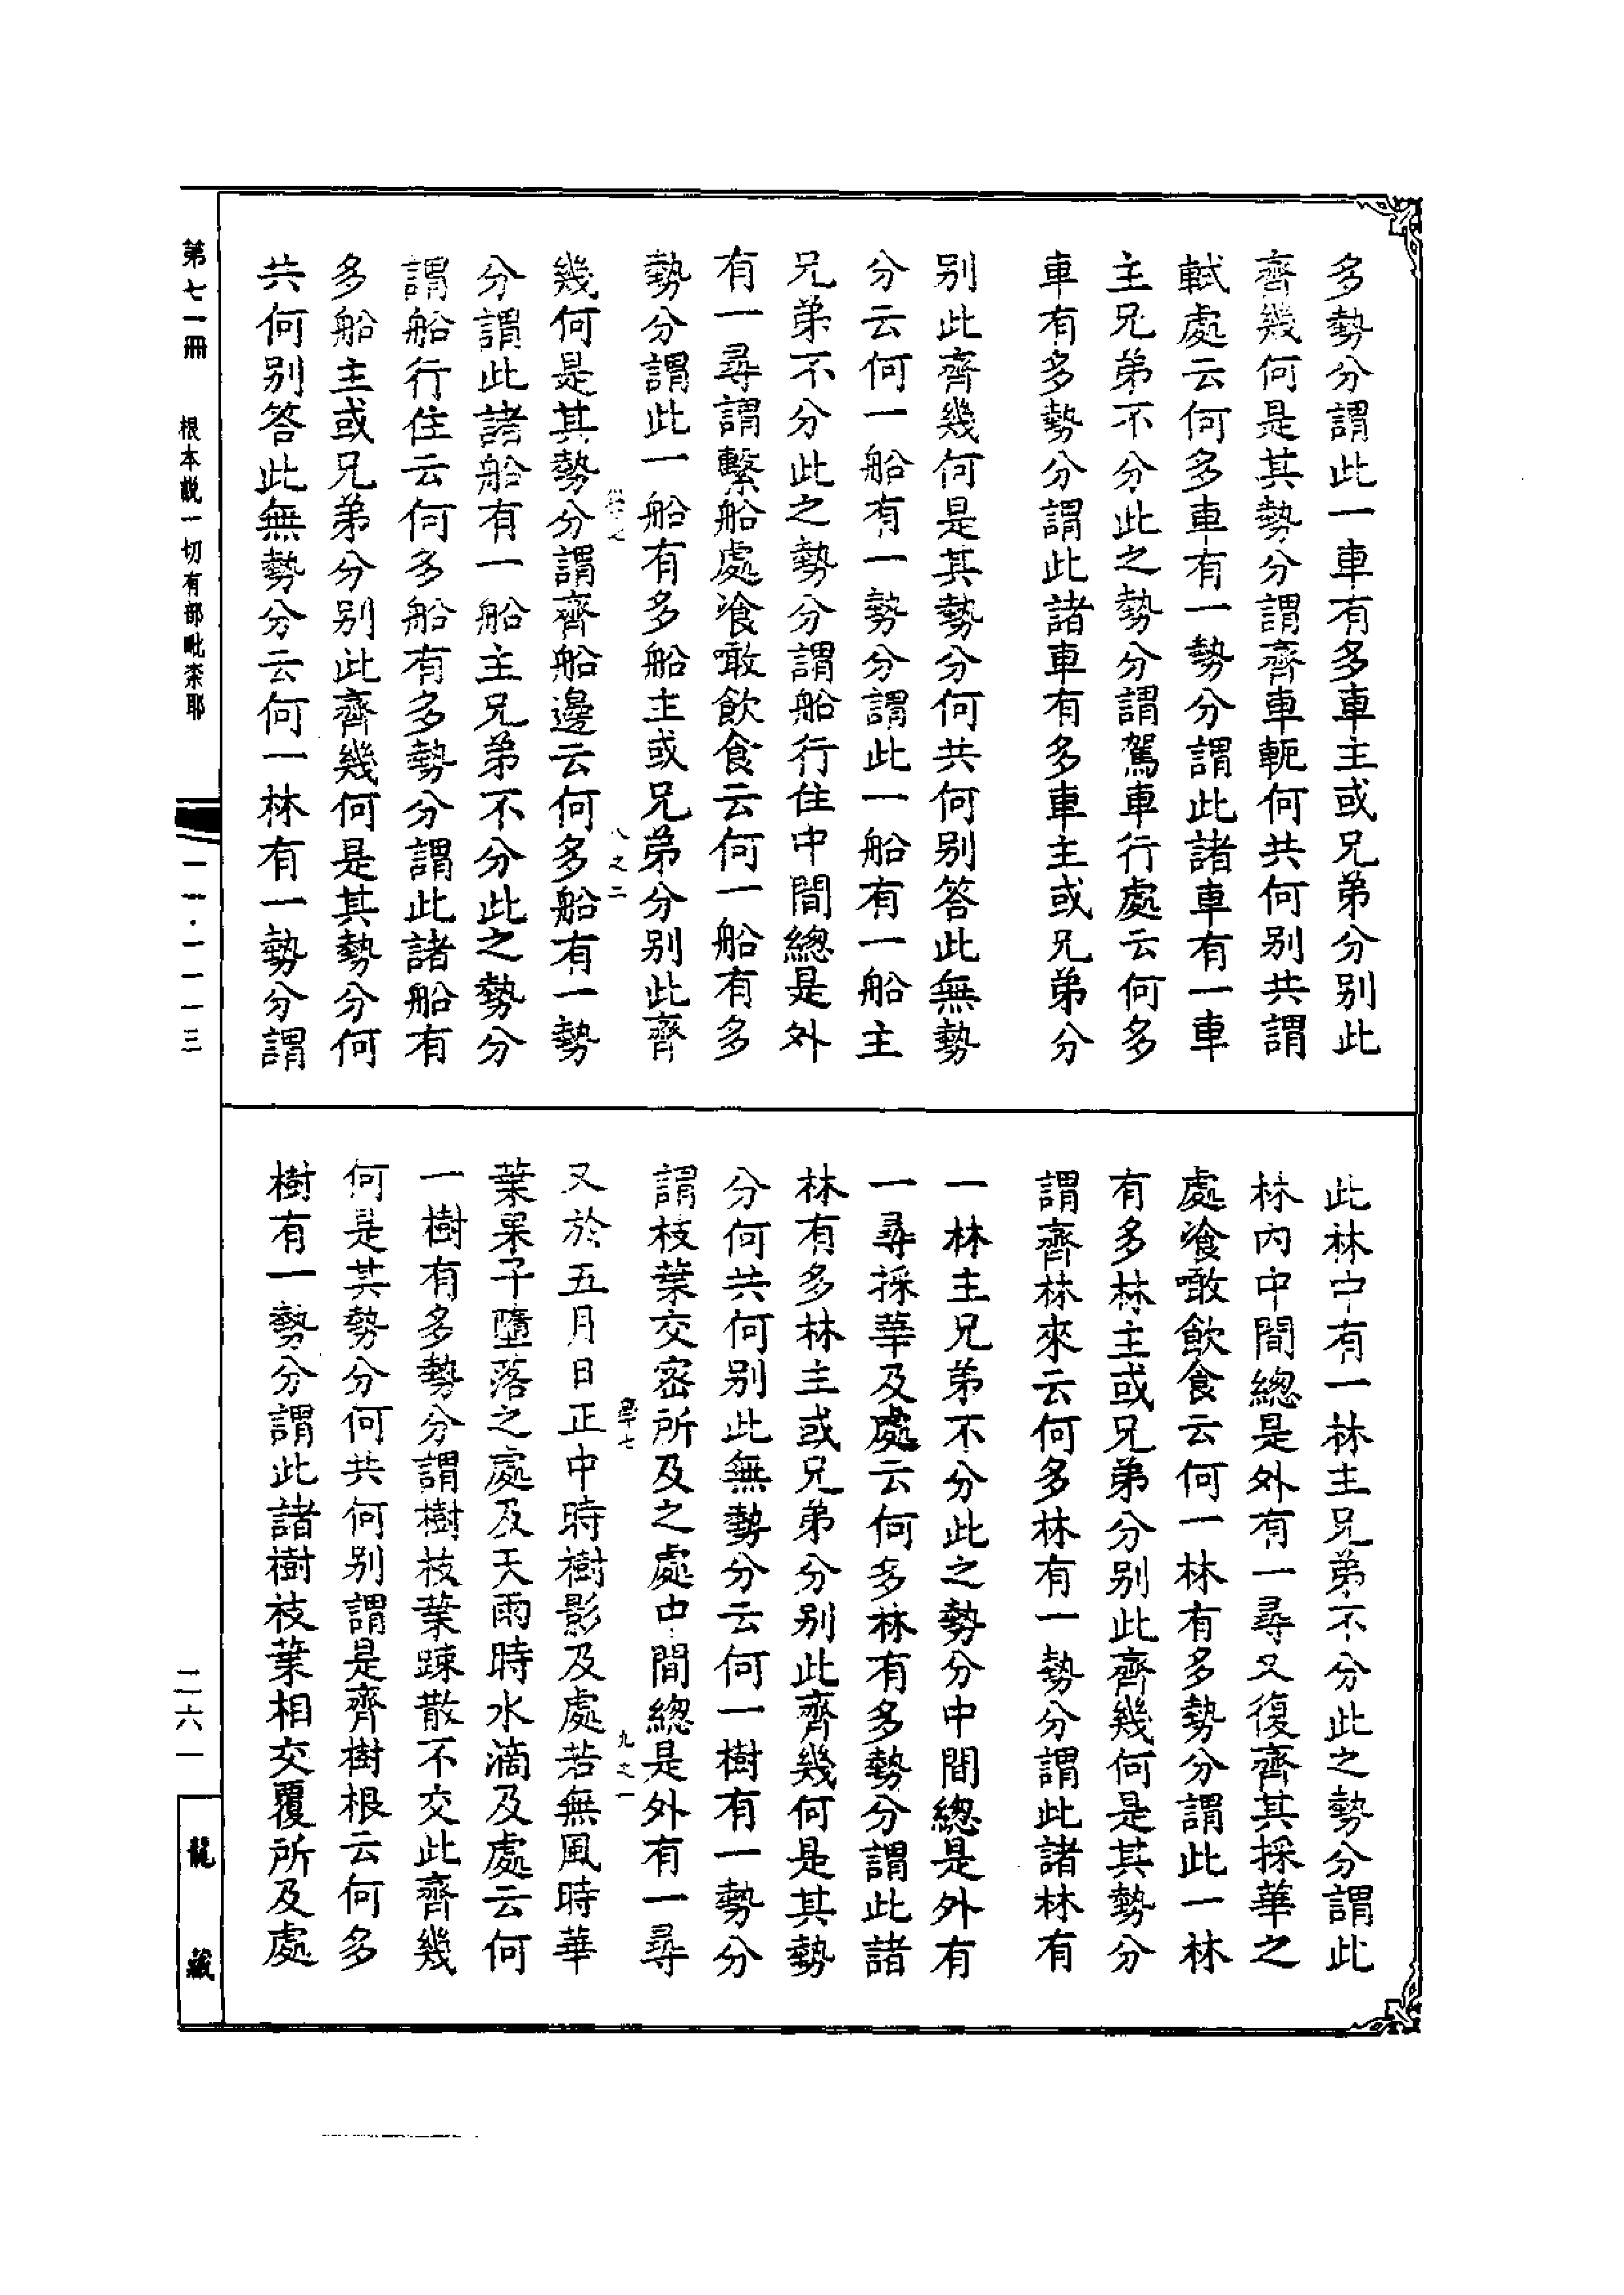 多勢分謂此一車有多車主或兄弟分別此
齊幾何是其勢分謂齊車軛何共何別共謂
軾處云何多車有一勢分謂此諸車有一車
主兄弟不分此之勢分謂駕車行處云何多
車有多勢分謂此諸車有多車主或兄弟分
別此齊幾何是其勢分何共何別答此無勢
分云何一船有一勢分謂此一船有一船主
兄弟不分此之勢分謂船行住中間總是外
有一尋謂繫船處飡噉飲食云何一船有多
勢分謂此一船有多船主或兄弟分別此齊
八之二
幾何是其勢分謂齊船邊云何多船有一勢
分謂此諸船有一船主兄弟不分此之勢分
謂船行住云何多船有多勢分謂此諸船有
多船主或兄弟分別此齊幾何是其勢分何
共何別答此無勢分云何一林有一勢分謂
此林中有一林主兄弟不分此之勢分謂此
林內中間總是外有一尋又復齊其採華之
處飡噉飲食云何一林有多勢分謂此一林
有多林主或兄弟分別此齊幾何是其勢分
謂齊林來云何多林有一勢分謂此諸林有
一林主兄弟不分此之勢分中間總是外有
一尋採華及處云何多林有多勢分謂此諸
林有多林主或兄弟分別此齊幾何是其勢
分何共何別此無勢分云何一樹有一勢分
謂枝葉交密所及之處中間總是外有一尋
九之一
又於五月日正中時樹影及處若無風時華
葉果子墮落之處及天雨時水滴及處云何
一樹有多勢分謂樹枝葉踈散不交此齊幾
何是其勢分何共何別謂是齊樹根云何多
樹有一勢分謂此諸樹枝葉相交覆所及處
第七一冊
根本說一切有部毗柰耶
一一·一一一三
二六一
龍藏